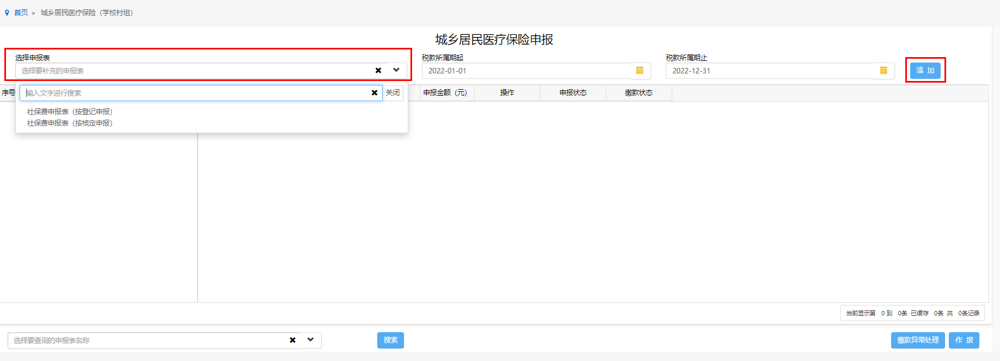 首页 > 城乡居民医疗保险（学校村组）
城乡居民医疗保险申报
选择申报表 税款所属期起 税款所属期止
选择要补充的申报表 2022-01-01 2022-12-31 添 加
序号 输入文字进行搜索 关闭 申报金额（元） 操作 申报状态 缴款状态
社保费申报表（按登记申报）
社保费申报表（按核定申报）
当前显示第 0 到 0条 已缓存 0条 共 0条记录
选择要查询的申报表名称 搜索 缴款异常处理 作 废